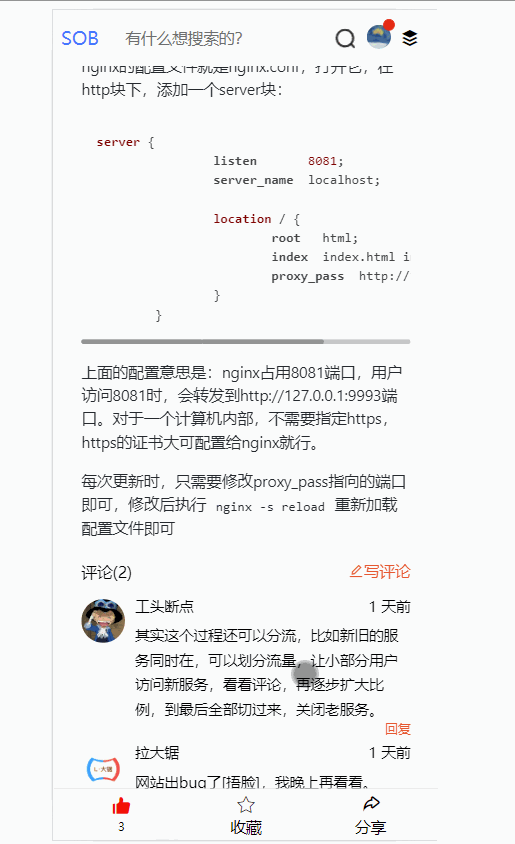 SOB 有什么想搜索的?
nginx的配置文件就是nginx.conf，打开它，在
http块下，添加一个server块：
server {
listen 8081;
server_name localhost;
location / {
root html;
index index.html i
proxy_pass http://
}
}
上面的配置意思是：nginx占用8081端口，用户
访问8081时，会转发到http://127.0.0.1:9993端
口。对于一个计算机内部，不需要指定https，
https的证书大可配置给nginx就行。
每次更新时，只需要修改proxy_pass指向的端口
即可，修改后执行 nginx -s reload 重新加载
配置文件即可
评论(2) 写评论
工头断点 1 天前
其实这个过程还可以分流，比如新旧的服
务同时在，可以划分流量，让小部分用户
访问新服务，看看评论，再逐步扩大比
例，到最后全部切过来，关闭老服务。
回复
拉大锯 1 天前
网站出bug了[捂脸]，我晚上再看看。
3 收藏 分享